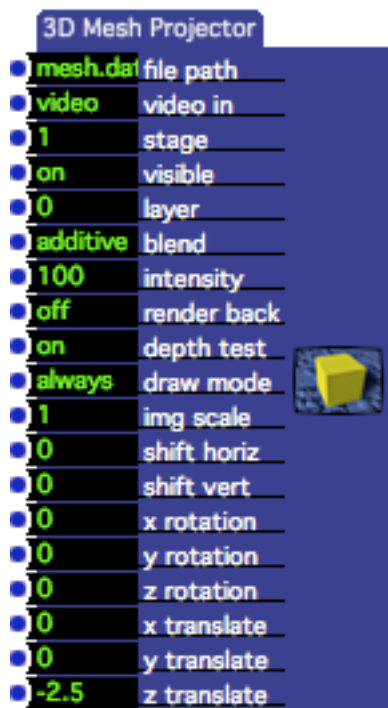 3D Mesh Projector
mesh.dat file path
video video in
1 stage
on visible
0 layer
additive blend
100 intensity
off render back
on depth test
always draw mode
1 img scale
0 shift horiz
0 shift vert
0 x rotation
0 y rotation
0 z rotation
0 x translate
0 y translate
-2.5 z translate